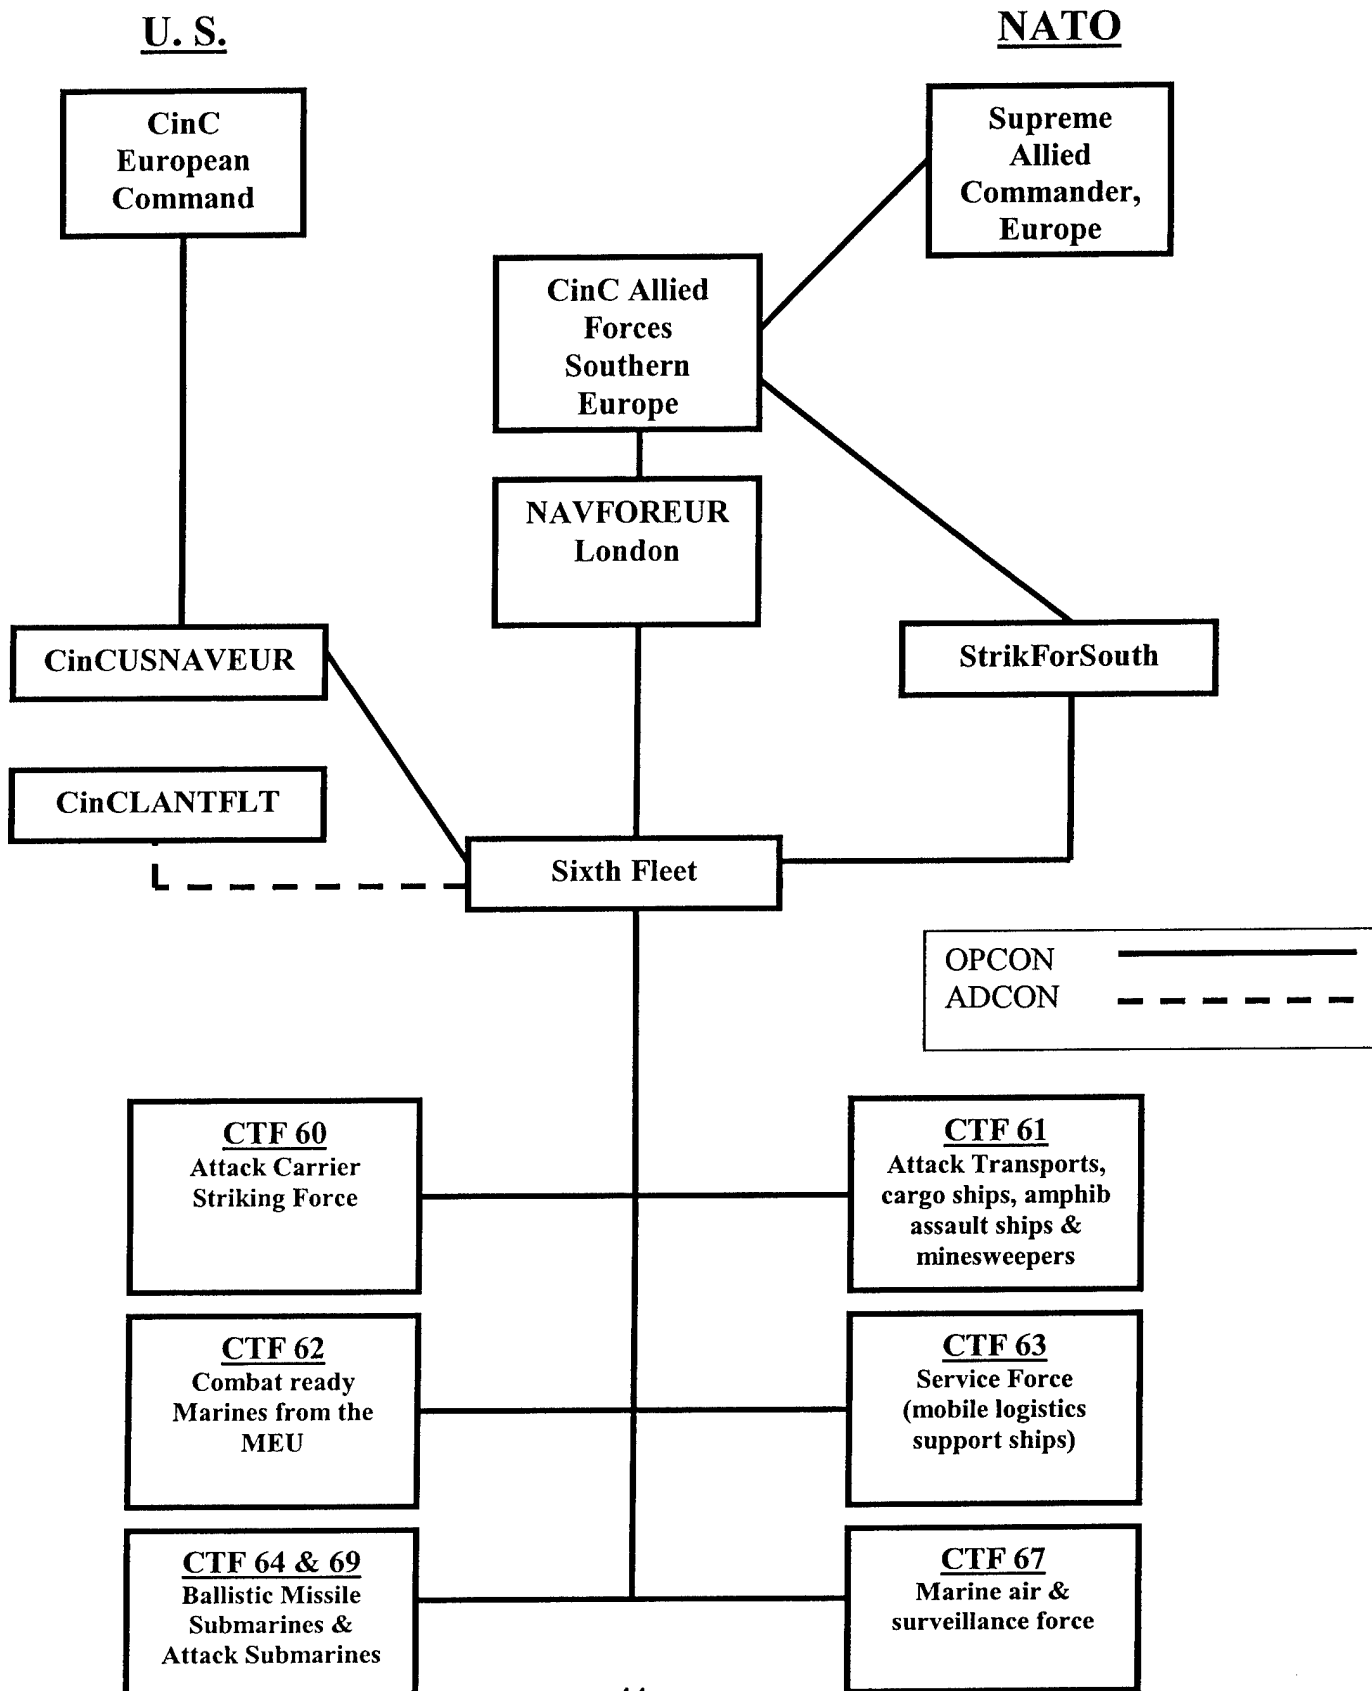 U. S.
NATO
CinC
European
Command
Supreme
Allied
Commander,
Europe
CinC Allied
Forces
Southern
Europe
NAVFOREUR
London
CinCUSNAVEUR
StrikForSouth
CinCLANTFLT
Sixth Fleet
OPCON
ADCON
CTF 60
Attack Carrier
Striking Force
CTF 61
Attack Transports,
cargo ships, amphib
assault ships &
minesweepers
CTF 62
Combat ready
Marines from the
MEU
CTF 63
Service Force
(mobile logistics
support ships)
CTF 64 & 69
Ballistic Missile
Submarines &
Attack Submarines
CTF 67
Marine air &
surveillance force